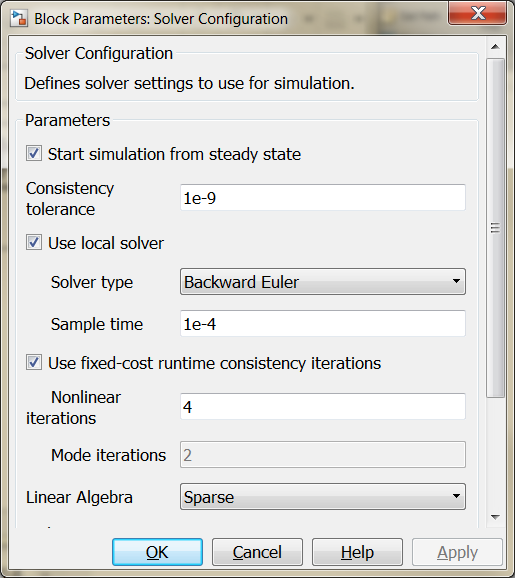 Block Parameters: Solver Configuration
Solver Configuration
Defines solver settings to use for simulation.
Parameters
Start simulation from steady state
Consistency
tolerance
1e-9
Use local solver
Solver type
Backward Euler
Sample time
1e-4
Use fixed-cost runtime consistency iterations
Nonlinear
iterations
4
Mode iterations
2
Linear Algebra
Sparse
OK
Cancel
Help
Apply